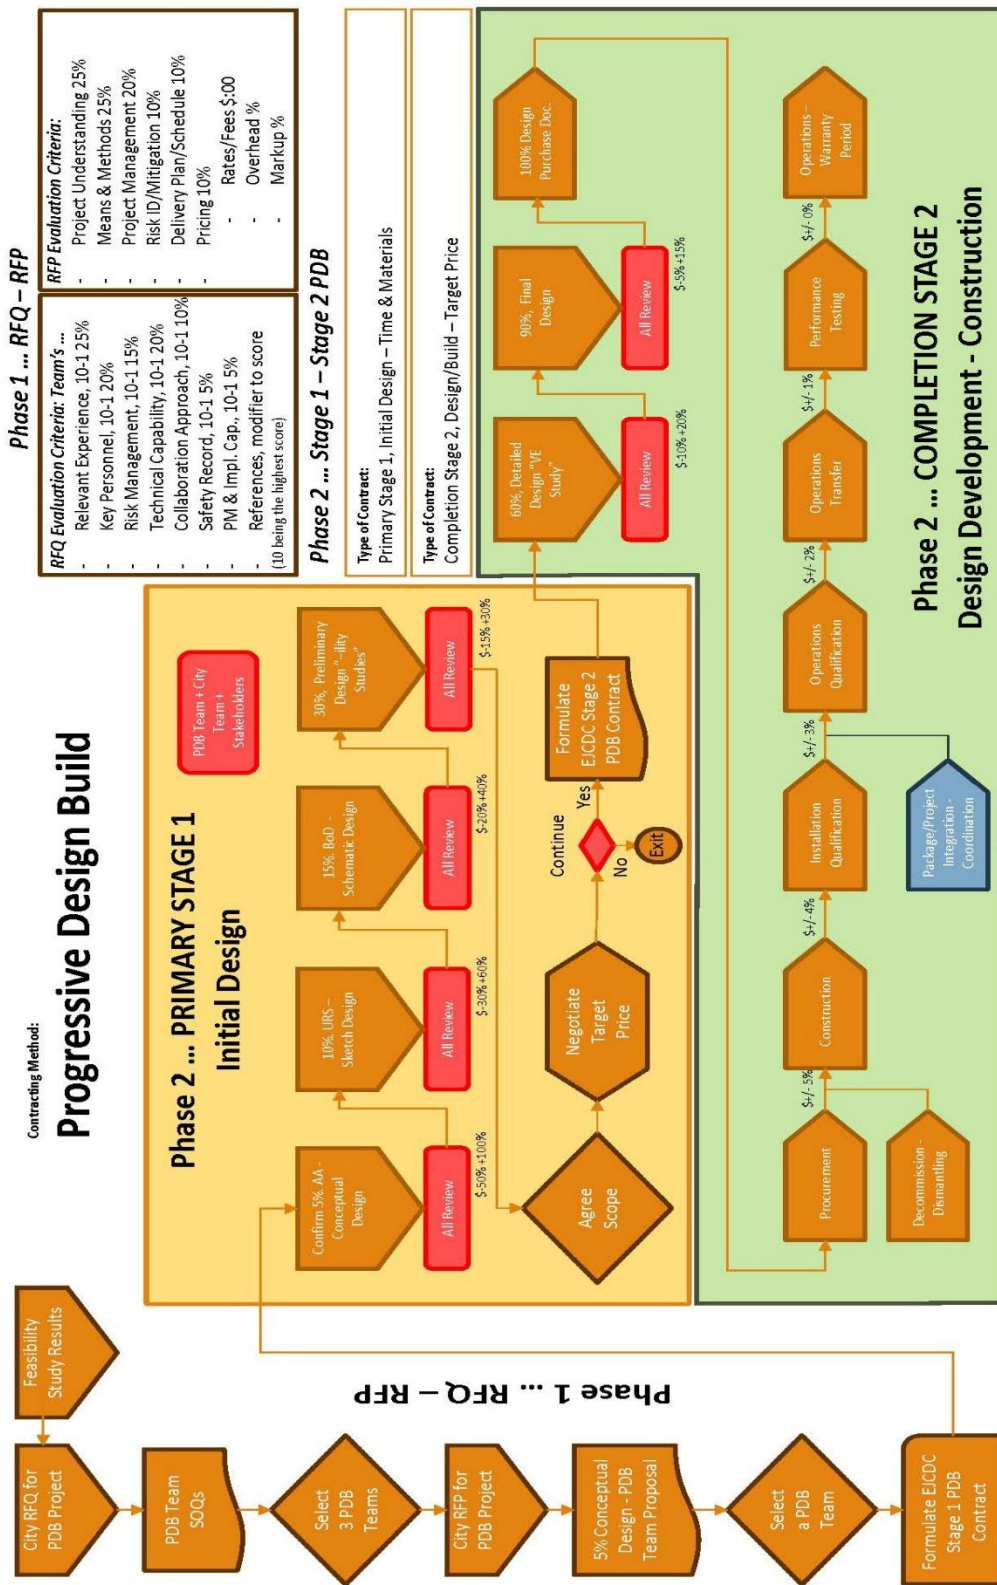 Contracting Method:
Progressive Design Build
Feasibility
Study Results
City RFQ for
PDB Project
PDB Team
SOQs
Select
3 PDB
Teams
City RFP for
PDB Project
5% Conceptual
Design - PDB
Team Proposal
Select
a PDB
Team
Formulate EJCDC
Stage 1 PDB
Contract
Phase 1 ... RFQ – RFP
Phase 2 ... PRIMARY STAGE 1
Initial Design
PDB Team + City
Team +
Stakeholders
Confirm 5%. AA -
Conceptual
Design
All Review
$-50% +100%
10%. URS –
Sketch Design
All Review
$-30% +60%
15%. BoD -
Schematic Design
All Review
$-20% +40%
30%, Preliminary
Design "–ility
Studies"
All Review
$-15% +30%
Agree
Scope
Negotiate
Target
Price
Continue
Yes
No
Exit
Formulate
EJCDC Stage 2
PDB Contract
Phase 1 ... RFQ – RFP
RFQ Evaluation Criteria: Team's ...
- Relevant Experience, 10-1 25%
- Key Personnel, 10-1 20%
- Risk Management, 10-1 15%
- Technical Capability, 10-1 20%
- Collaboration Approach, 10-1 10%
- Safety Record, 10-1 5%
- PM & Impl. Cap, 10-1 5%
- References, modifier to score
(10 being the highest score)
RFP Evaluation Criteria:
- Project Understanding 25%
- Means & Methods 25%
- Project Management 20%
- Risk ID/Mitigation 10%
- Delivery Plan/Schedule 10%
- Pricing 10%
- Rates/Fees $:00
- Overhead %
- Markup %
Phase 2 ... Stage 1 – Stage 2 PDB
Type of Contract:
Primary Stage 1, Initial Design – Time & Materials
Type of Contract:
Completion Stage 2, Design/Build – Target Price
60%, Detailed
Design "VE
Study"
All Review
$-10% +20%
90%, Final
Design
All Review
$-5% +15%
100% Design
Purchase Doc.
Procurement
Decommission -
Dismantling
$+/- 5%
Construction
$+/- 4%
Installation
Qualification
$+/- 3%
Package/Project
Integration -
Coordination
Operations
Qualification
$+/- 2%
Operations
Transfer
$+/- 1%
Performance
Testing
$+/- 0%
Operations –
Warranty
Period
Phase 2 ... COMPLETION STAGE 2
Design Development - Construction